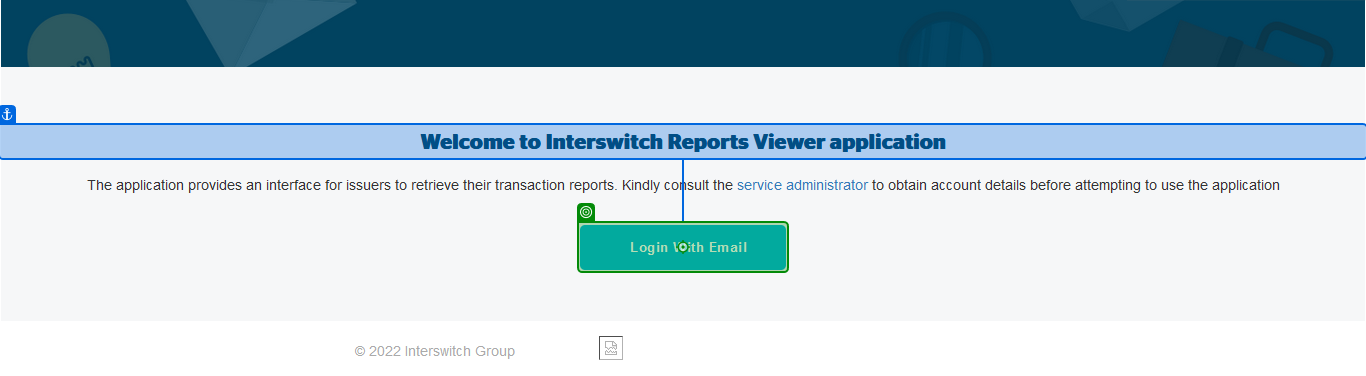 Welcome to Interswitch Reports Viewer application
The application provides an interface for issuers to retrieve their transaction reports. Kindly consult the service administrator to obtain account details before attempting to use the application
Login With Email
© 2022 Interswitch Group